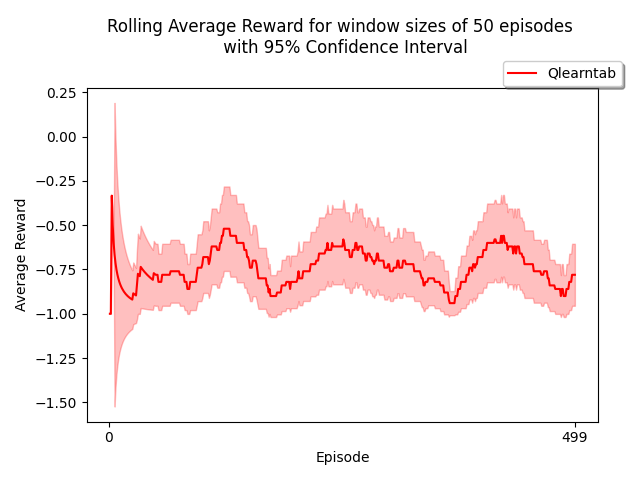 Rolling Average Reward for window sizes of 50 episodes
with 95% Confidence Interval
Qlearntab
0.25
0.00
−0.25
−0.50
−0.75
−1.00
−1.25
−1.50
Average Reward
0
499
Episode